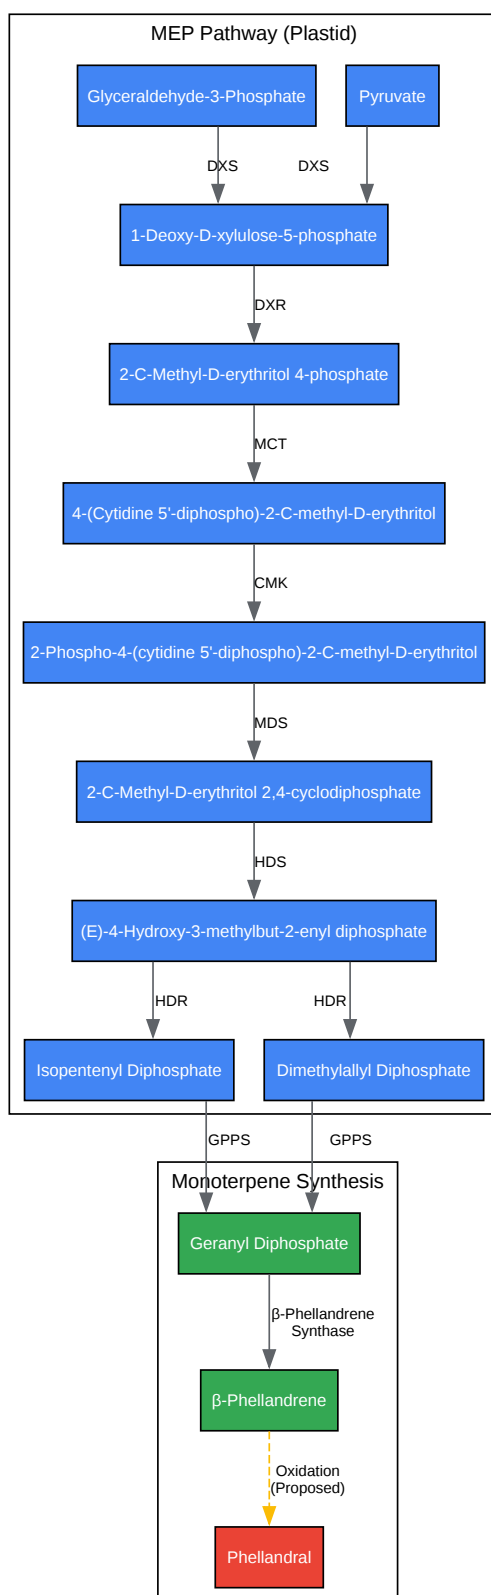 MEP Pathway (Plastid)
Glyceraldehyde-3-Phosphate
Pyruvate
DXS
DXS
1-Deoxy-D-xylulose-5-phosphate
DXR
2-C-Methyl-D-erythritol 4-phosphate
MCT
4-(Cytidine 5'-diphospho)-2-C-methyl-D-erythritol
CMK
2-Phospho-4-(cytidine 5'-diphospho)-2-C-methyl-D-erythritol
MDS
2-C-Methyl-D-erythritol 2,4-cyclodiphosphate
HDS
(E)-4-Hydroxy-3-methylbut-2-enyl diphosphate
HDR
HDR
Isopentenyl Diphosphate
Dimethylallyl Diphosphate
GPPS
GPPS
Monoterpene Synthesis
Geranyl Diphosphate
β-Phellandrene
Synthase
β-Phellandrene
Oxidation
(Proposed)
Phellandral